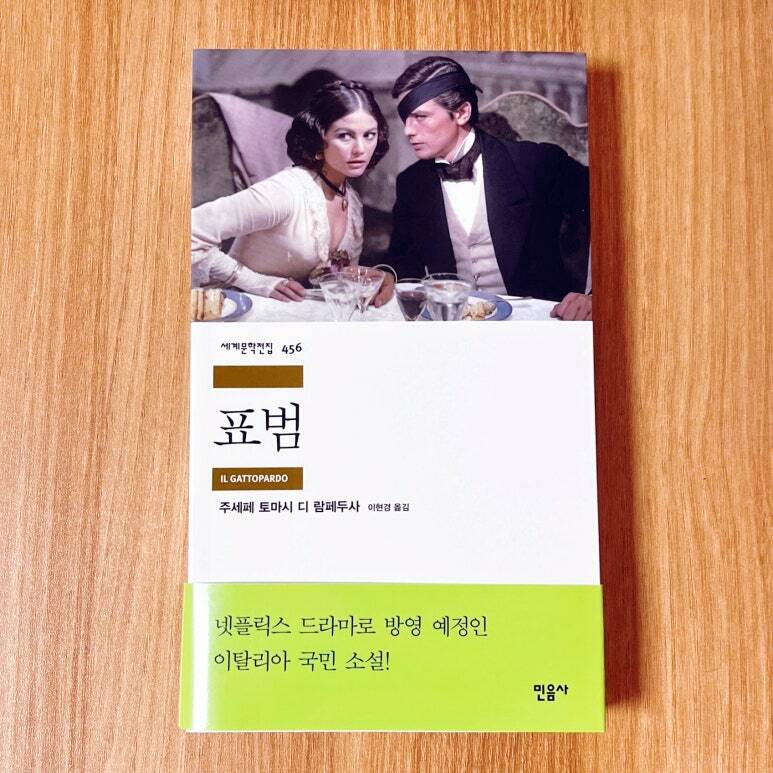 세계문학전집 456
표범
IL GATTOPARDO
주세페 토마시 디 람페두사 이현경 옮김
넷플릭스 드라마로 방영 예정인
이탈리아 국민 소설!
민음사